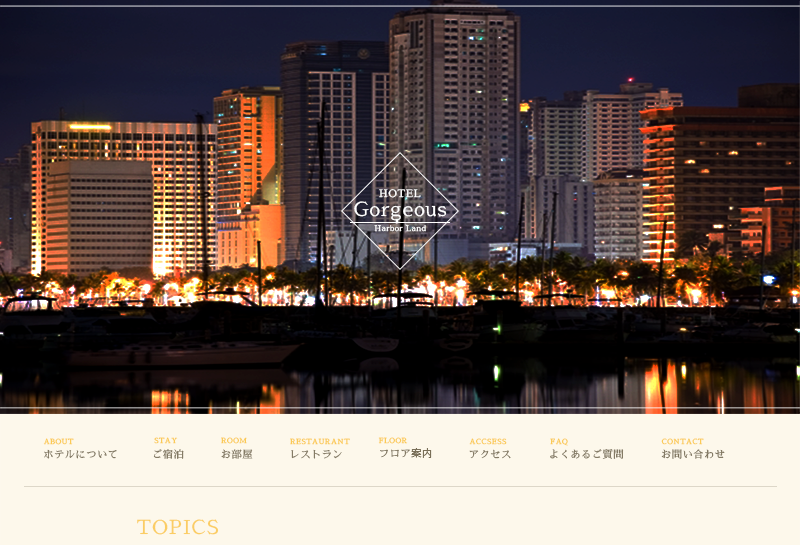 HOTEL
Gorgeous
Harbor Land
ABOUT
ホテルについて
STAY
ご宿泊
ROOM
お部屋
RESTAURANT
レストラン
FLOOR
フロア案内
ACCSESS
アクセス
FAQ
よくあるご質問
CONTACT
お問い合わせ
TOPICS